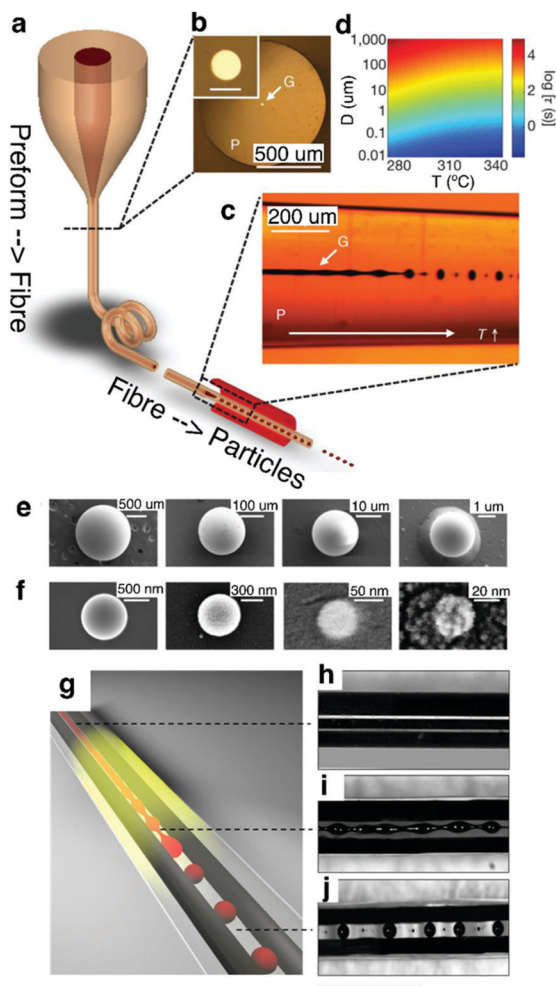 a
Preform --> Fibre
Fibre --> Particles
b
G
P
500 um
c
200 um
G
P
T ↑
d
1,000
100
10
1
0.1
0.01
D (um)
280
310
340
T (°C)
4
2
0
log [τ (s)]
e
500 um
100 um
10 um
1 um
f
500 nm
300 nm
50 nm
20 nm
g
h
i
j